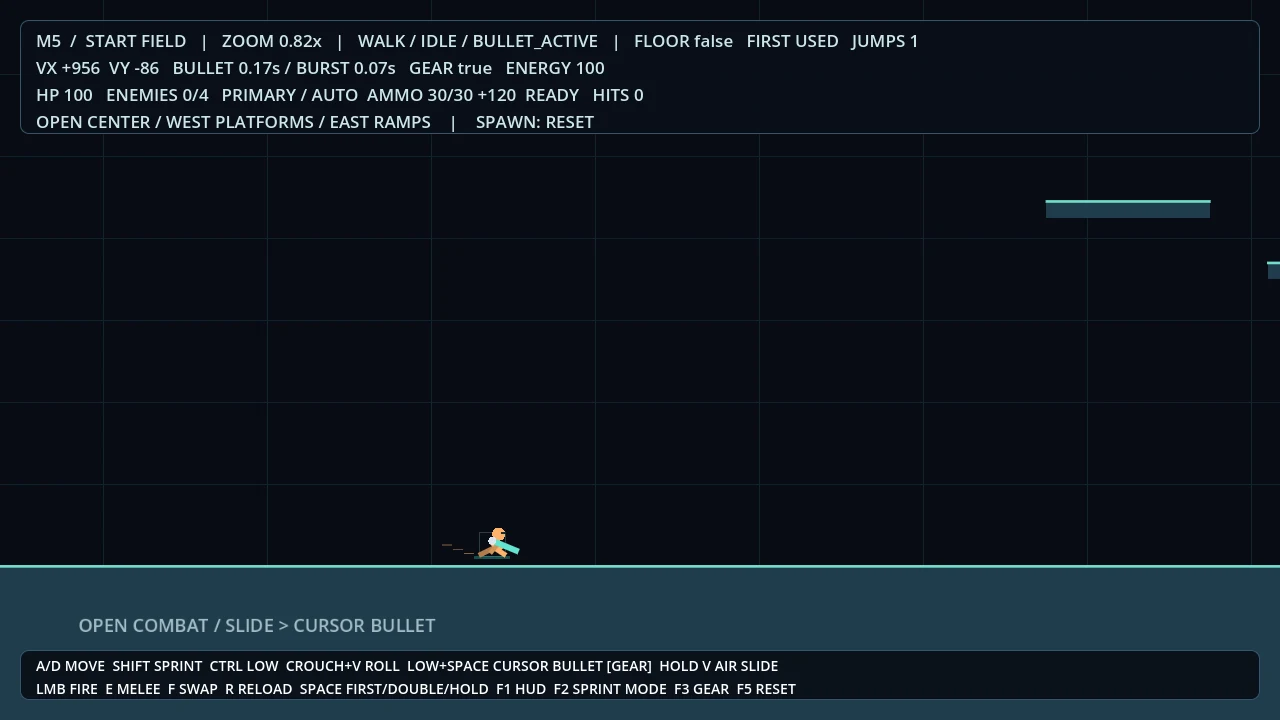 M5 / START FIELD | ZOOM 0.82x | WALK / IDLE / BULLET_ACTIVE | FLOOR false FIRST USED JUMPS 1
VX +956 VY -86 BULLET 0.17s / BURST 0.07s GEAR true ENERGY 100
HP 100 ENEMIES 0/4 PRIMARY / AUTO AMMO 30/30 +120 READY HITS 0
OPEN CENTER / WEST PLATFORMS / EAST RAMPS | SPAWN: RESET
OPEN COMBAT / SLIDE > CURSOR BULLET
A/D MOVE SHIFT SPRINT CTRL LOW CROUCH+V ROLL LOW+SPACE CURSOR BULLET [GEAR] HOLD V AIR SLIDE
LMB FIRE E MELEE F SWAP R RELOAD SPACE FIRST/DOUBLE/HOLD F1 HUD F2 SPRINT MODE F3 GEAR F5 RESET